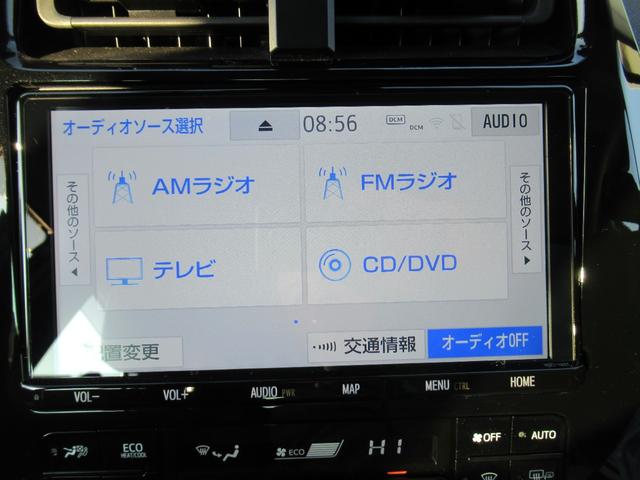 オーディオソース選択
08:56
DCM
DCM
AUDIO
その他のソース
AMラジオ
FMラジオ
その他のソース
テレビ
CD/DVD
配置変更
交通情報
オーディオOFF
VOL-
VOL+
AUDIO PWR
MAP
MENU CTRL
HOME
ECO
HEAT/COOL
ECO
HI
OFF
AUTO